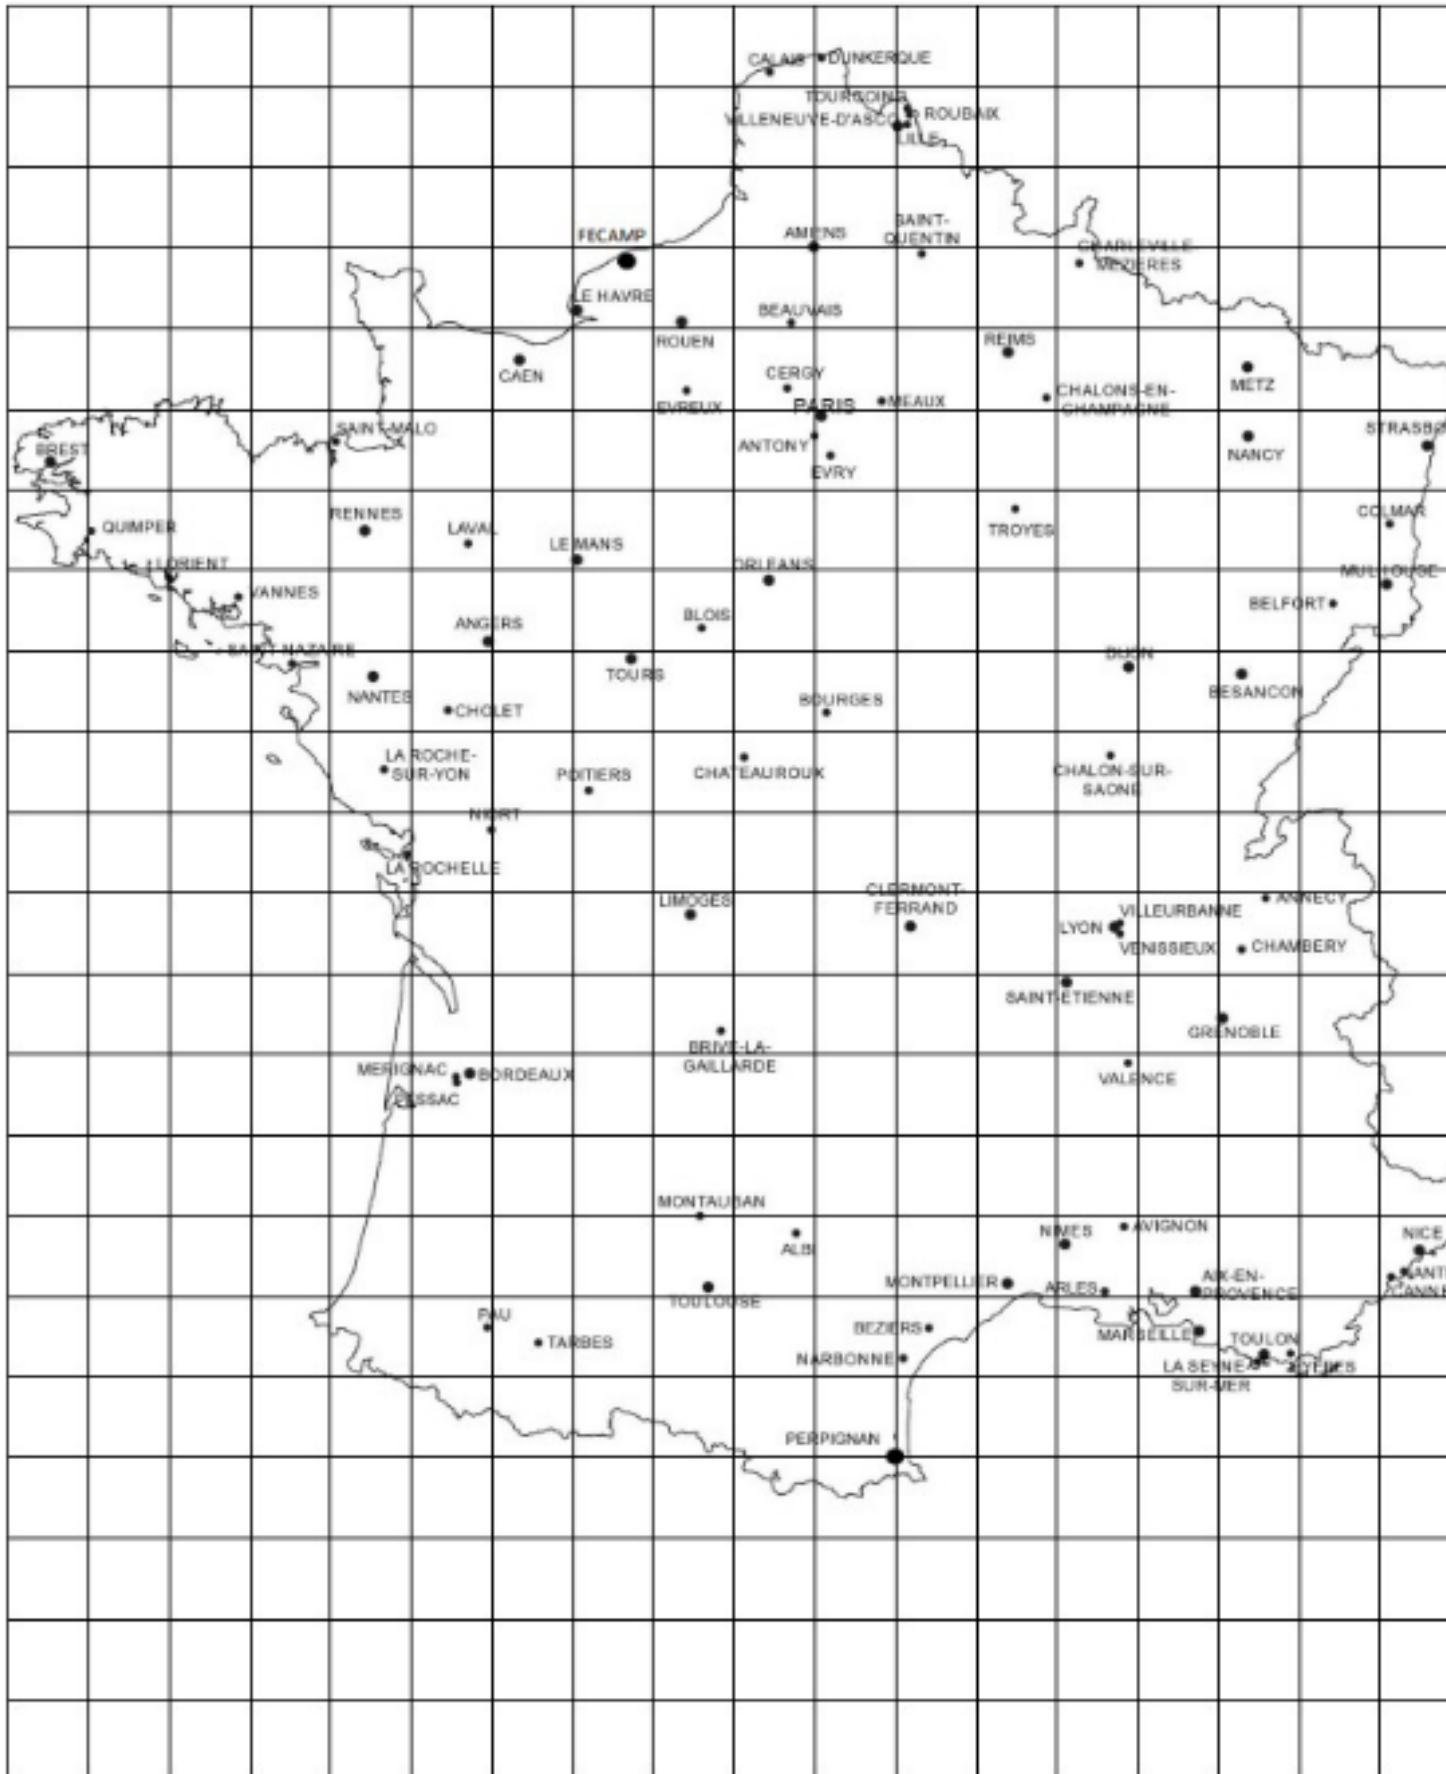 CALAIS
DUNKERQUE
TOURCOING
ROUBAIX
VILLENEUVE-D'ASCQ
LILLE
SAINT-
QUENTIN
AMIENS
FECAMP
CHARLEVILLE-
MEZIERES
LE HAVRE
BEAUVAIS
ROUEN
REIMS
CAEN
CERGY
METZ
CHALONS-EN-
CHAMPAGNE
EVREUX
PARIS
MEAUX
SAINT-MALO
STRASBO
BREST
ANTONY
NANCY
EVRY
RENNES
COLMAR
QUIMPER
LAVAL
TROYES
LE MANS
LORIENT
ORLEANS
MULHOUSE
VANNES
BELFORT
BLOIS
ANGERS
SAINT NAZAIRE
DIJON
TOURS
BESANCON
NANTES
BOURGES
CHOLET
LA ROCHE-
SUR-YON
POITIERS
CHATEAUROUX
CHALON-SUR-
SAONE
NIORT
LA ROCHELLE
CLERMONT-
FERRAND
LIMOGES
ANNECY
VILLEURBANNE
LYON
VENISSIEUX
CHAMBERY
SAINT-ETIENNE
GRENOBLE
BRIVE-LA-
GAILLARDE
MERIGNAC
BORDEAUX
VALENCE
PESSAC
MONTAUBAN
AVIGNON
NIMES
NICE
ALBI
MONTPELLIER
ARLES
AIX-EN-
PROVENCE
ANTI
CANNE
TOULOUSE
PAU
BEZIERS
TARBES
MARSEILLE
TOULON
NARBONNE
LA SEYNE
SUR-MER
HYERES
PERPIGNAN